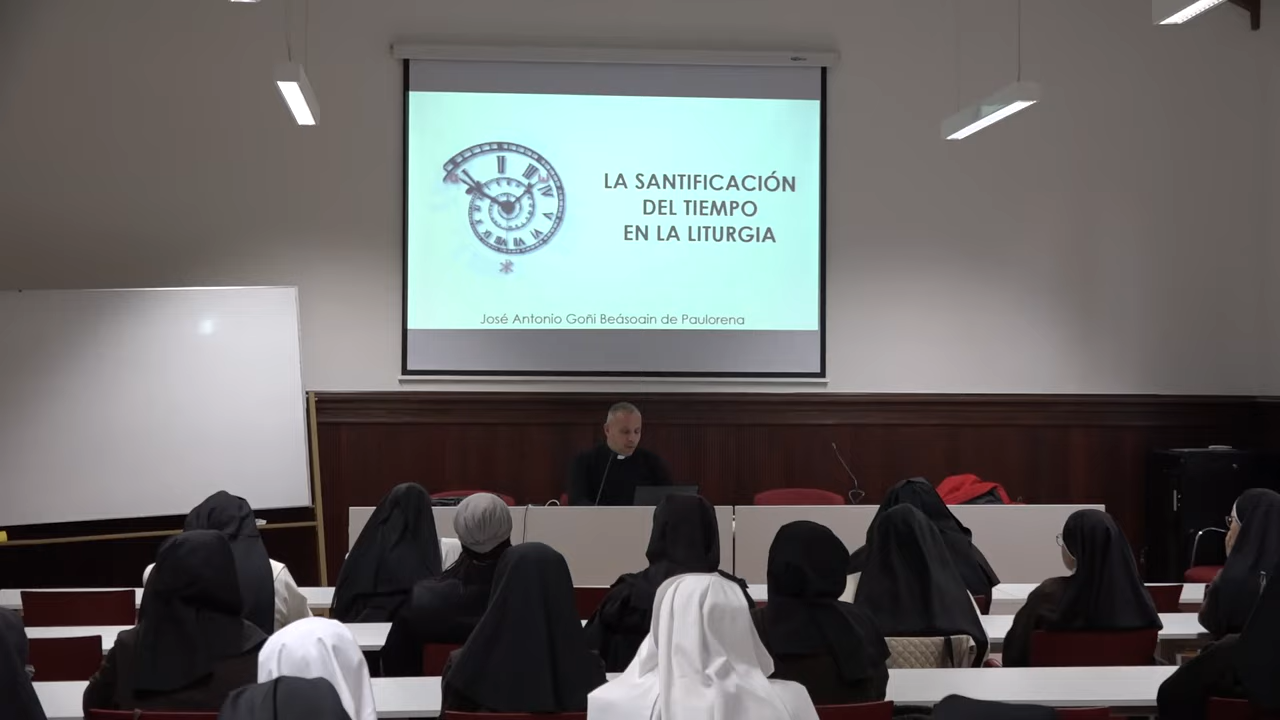 LA SANTIFICACIÓN
DEL TIEMPO
EN LA LITURGIA
José Antonio Goñi Beásoain de Paulorena